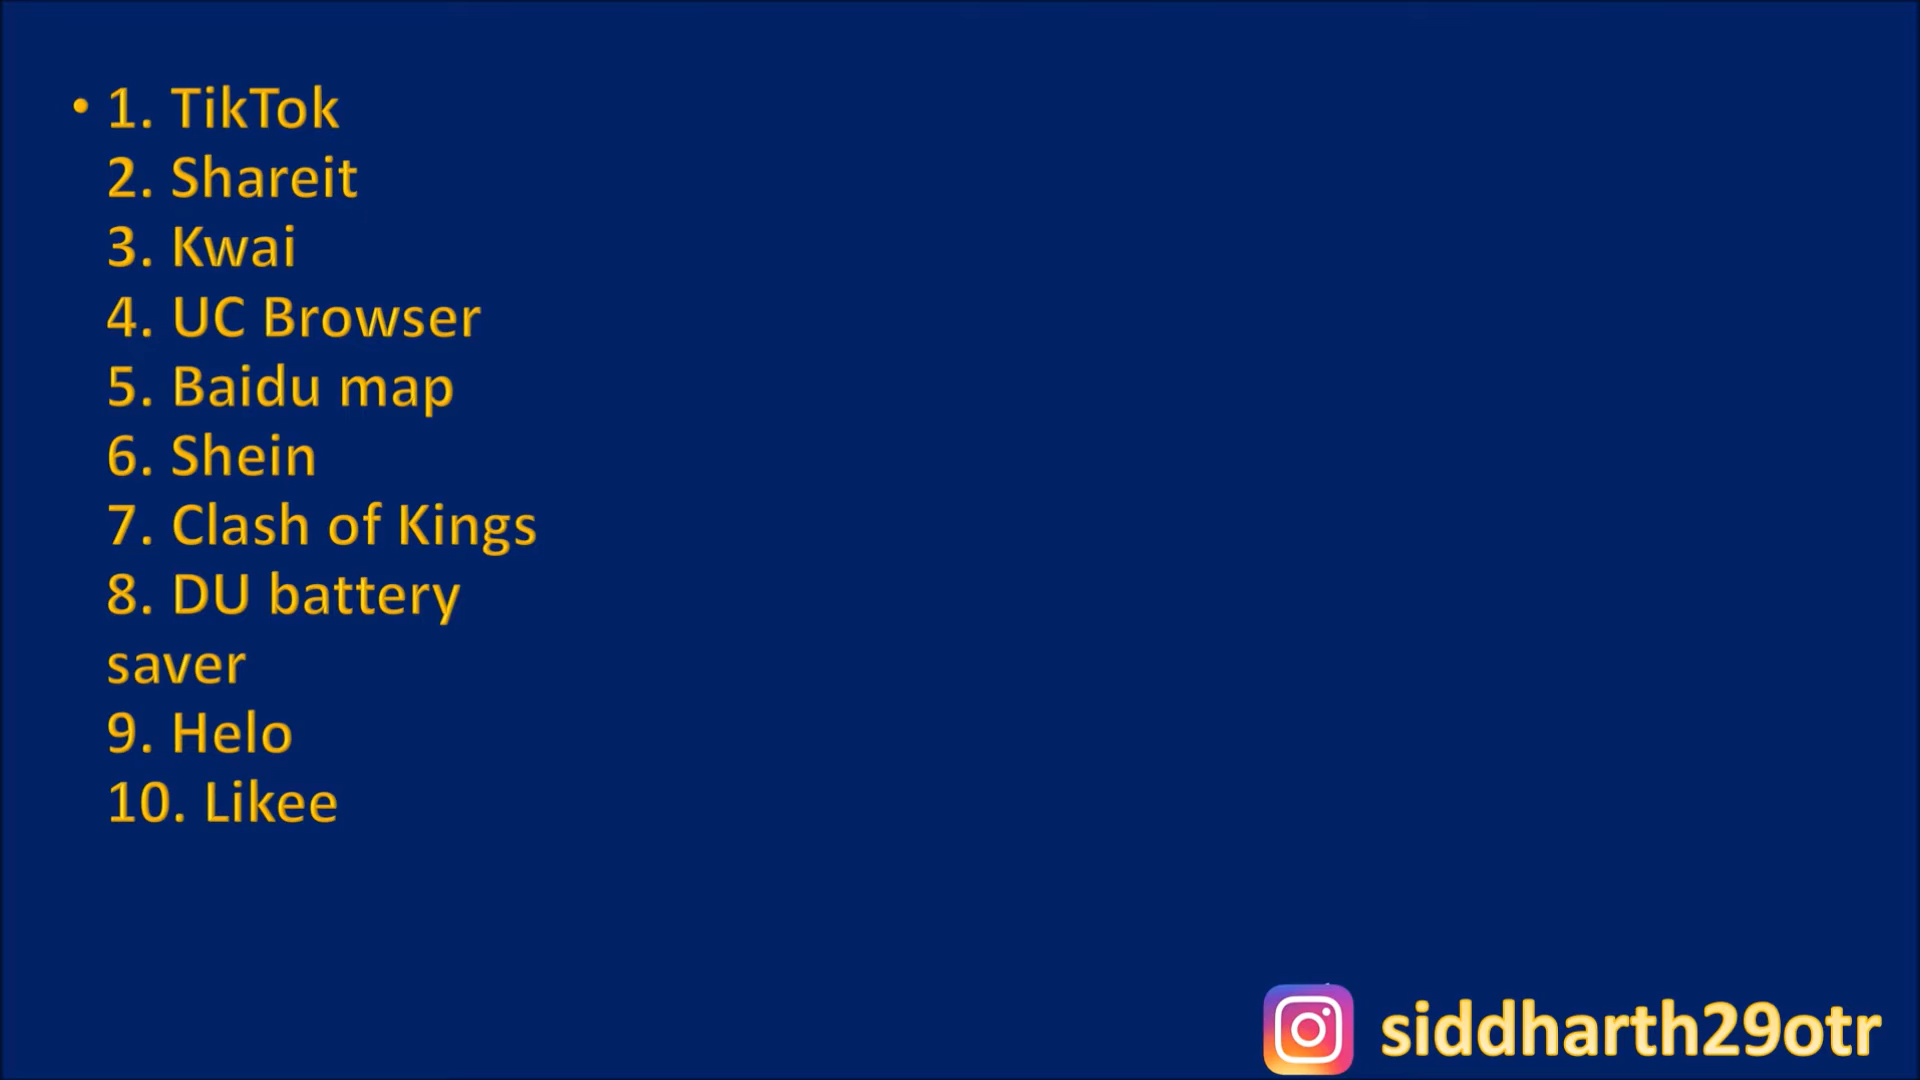 • 1. TikTok
2. Shareit
3. Kwai
4. UC Browser
5. Baidu map
6. Shein
7. Clash of Kings
8. DU battery
saver
9. Helo
10. Likee
siddharth29otr